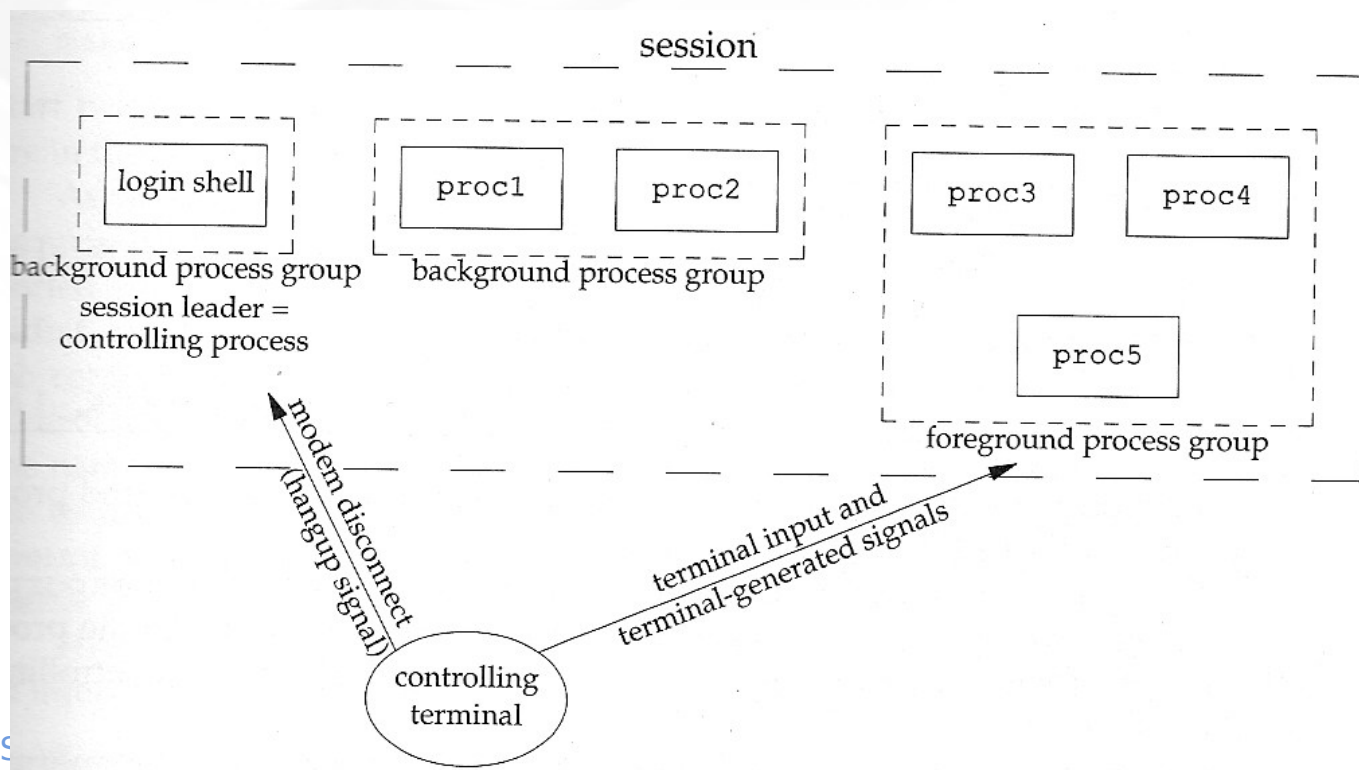 session
login shell
proc1
proc2
proc3
proc4
background process group
session leader =
controlling process
background process group
proc5
foreground process group
modem disconnect
(hangup signal)
terminal input and
terminal-generated signals
controlling
terminal
S